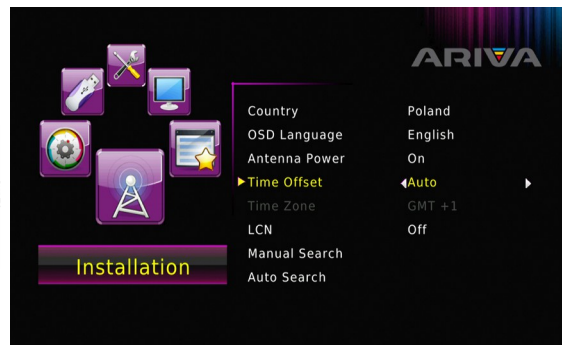 ARIVA
Country Poland
OSD Language English
Antenna Power On
Time Offset Auto
Time Zone GMT +1
LCN Off
Manual Search
Auto Search
Installation